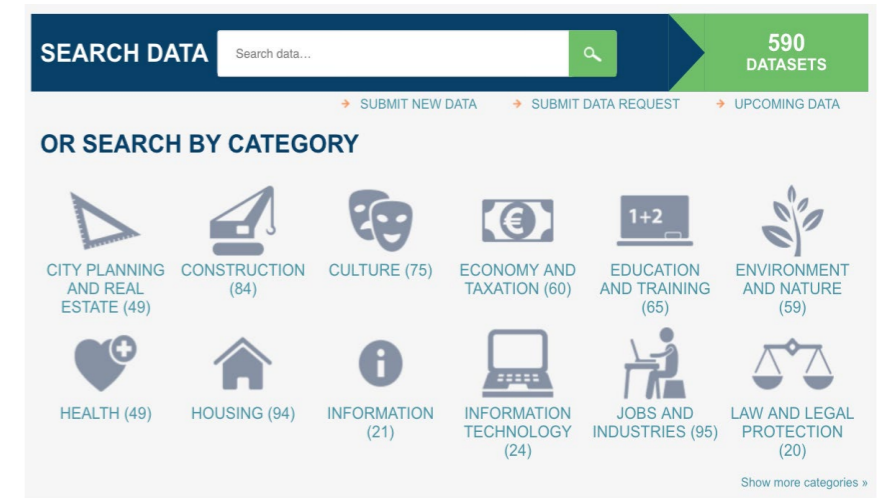 SEARCH DATA
Search data...
590
DATASETS
SUBMIT NEW DATA
SUBMIT DATA REQUEST
UPCOMING DATA
OR SEARCH BY CATEGORY
1+2
CITY PLANNING
AND REAL
ESTATE (49)
CONSTRUCTION
(84)
CULTURE (75)
ECONOMY AND
TAXATION (60)
EDUCATION
AND TRAINING
(65)
ENVIRONMENT
AND NATURE
(59)
HEALTH (49)
HOUSING (94)
INFORMATION
(21)
INFORMATION
TECHNOLOGY
(24)
JOBS AND
INDUSTRIES (95)
LAW AND LEGAL
PROTECTION
(20)
Show more categories »